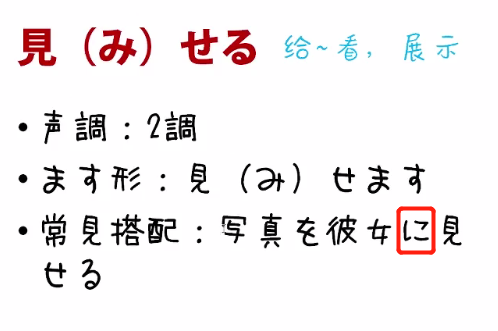 見（み）せる 给~看，展示
• 声調：2調
• ます形：見（み）せます
• 常見搭配：写真を彼女に見
せる